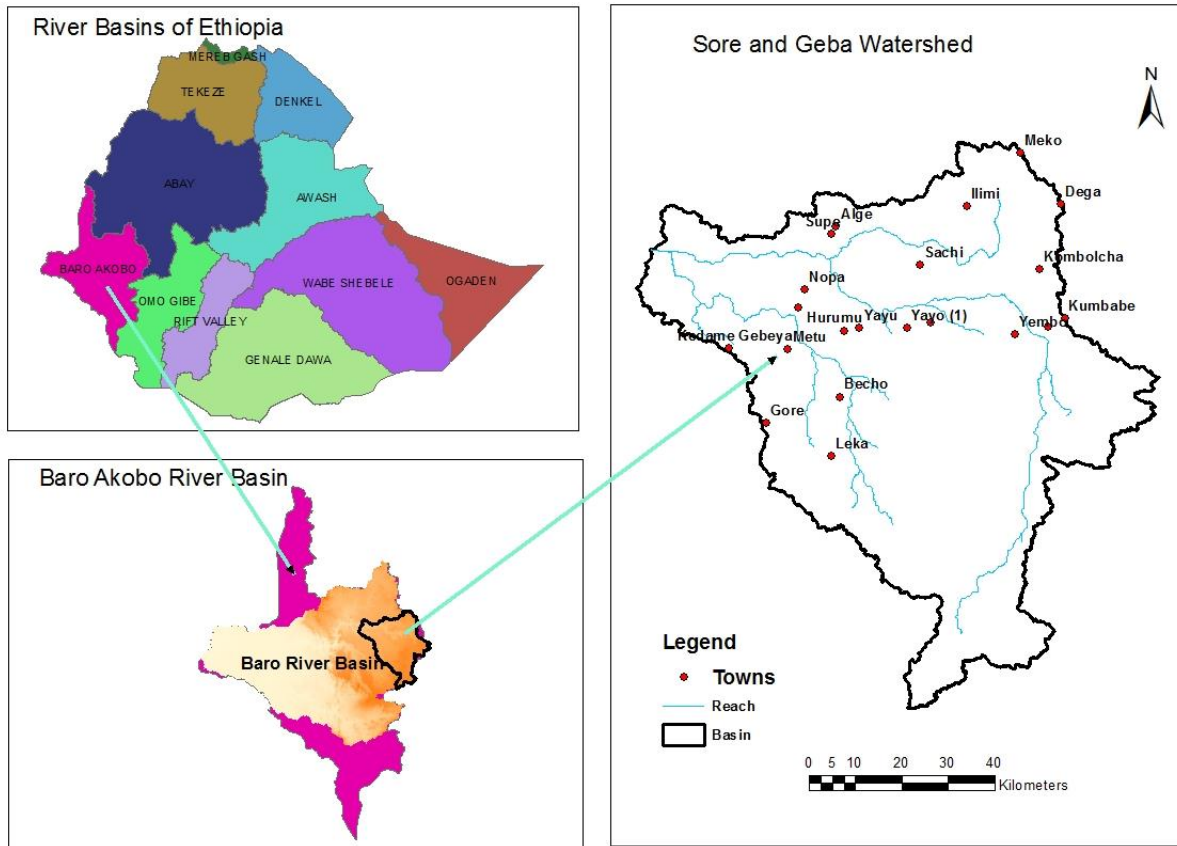 River Basins of Ethiopia
MEREB GASH
TEKEZE
DENKEL
ABAY
AWASH
BARO AKOBO
OMO GIBE
WABE SHEBELE
OGADEN
RIFT VALLEY
GENALE DAWA
Baro Akobo River Basin
Baro River Basin
Sore and Geba Watershed
N
Meko
Dega
Ilimi
Alge
Supe
Sachi
Kombolcha
Nopa
Kumbabe
Hurumu
Yayu
Yayo (1)
Yembo
Kedame Gebeya
Metu
Becho
Gore
Leka
Legend
Towns
Reach
Basin
0 5 10 20 30 40
Kilometers